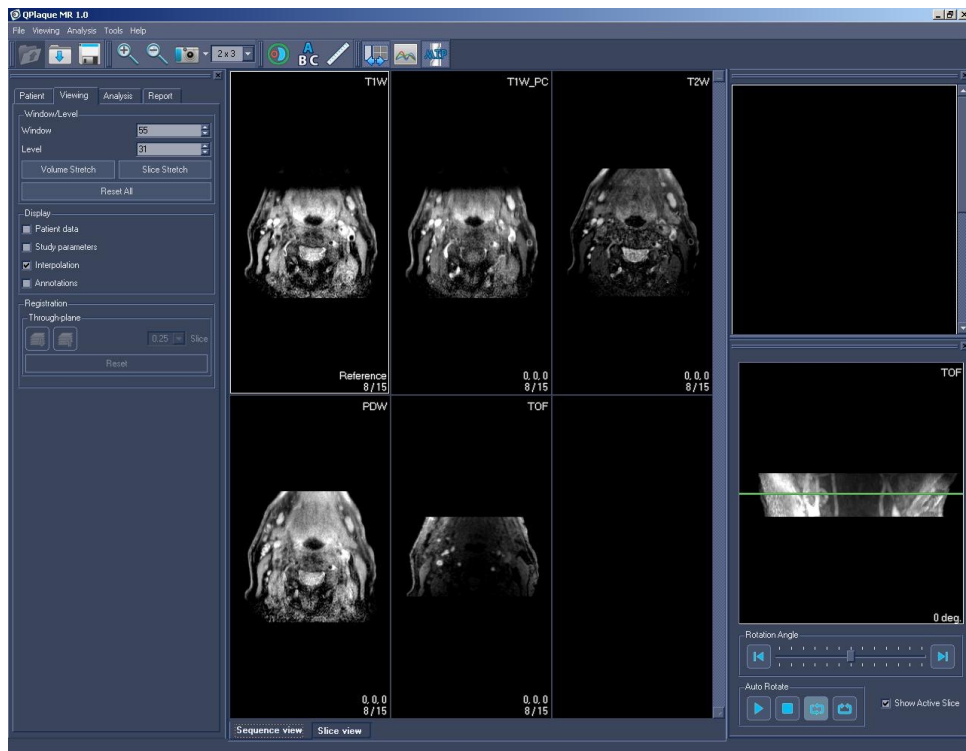 QPlaque MR 1.0
File Viewing Analysis Tools Help
2 x 3
A
B C
MIP
Patient Viewing Analysis Report
Window/Level
Window 55
Level 31
Volume Stretch Slice Stretch
Reset All
Display
Patient data
Study parameters
Interpolation
Annotations
Registration
Through-plane
0.25 Slice
Reset
T1W
Reference
8 / 15
T1W_PC
0, 0, 0
8 / 15
T2W
0, 0, 0
8 / 15
PDW
0, 0, 0
8 / 15
TOF
0, 0, 0
8 / 15
Sequence view Slice view
TOF
0 deg.
Rotation Angle
Auto Rotate
Show Active Slice